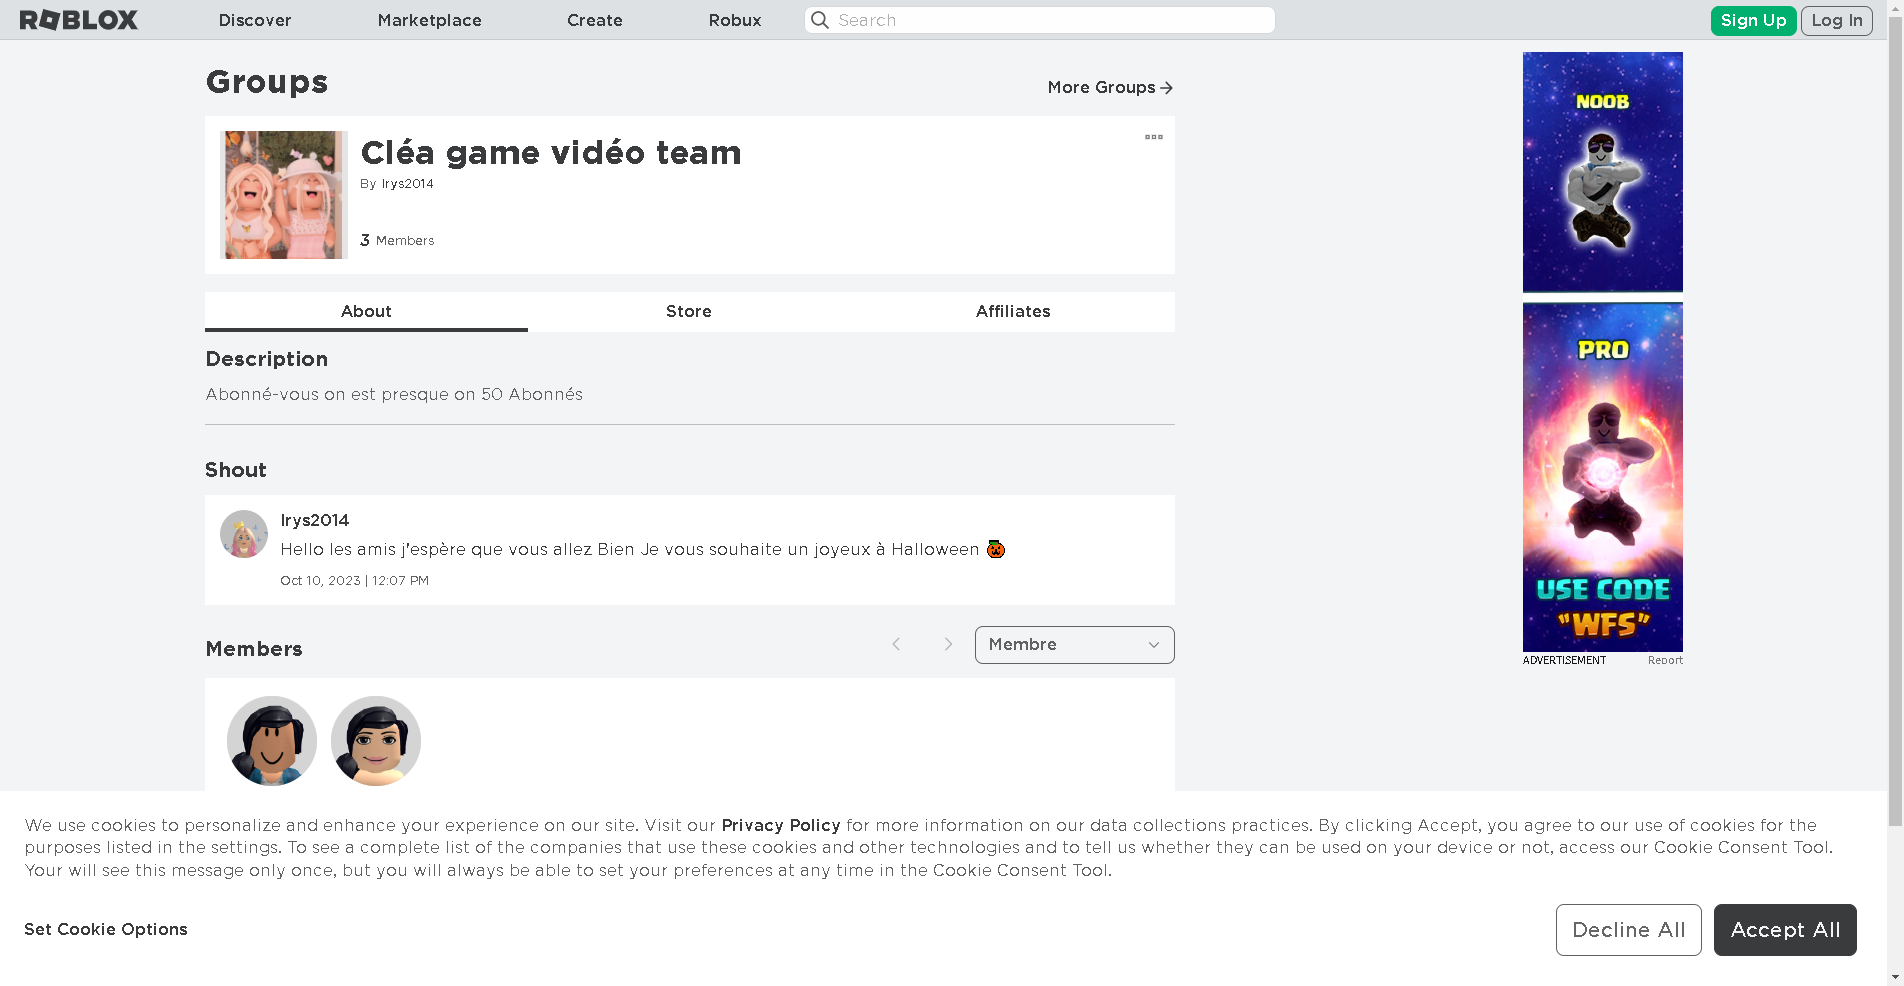 ROBLOX
Discover
Marketplace
Create
Robux
Search
Sign Up
Log In
Groups
More Groups
Cléa game vidéo team
By Irys2014
3 Members
About
Store
Affiliates
Description
Abonné-vous on est presque on 50 Abonnés
Shout
Irys2014
Hello les amis j'espère que vous allez Bien Je vous souhaite un joyeux à Halloween 🎃
Oct 10, 2023 | 12:07 PM
Members
Membre
NOOB
PRO
USE CODE
"WFS"
ADVERTISEMENT
Report
We use cookies to personalize and enhance your experience on our site. Visit our Privacy Policy for more information on our data collections practices. By clicking Accept, you agree to our use of cookies for the
purposes listed in the settings. To see a complete list of the companies that use these cookies and other technologies and to tell us whether they can be used on your device or not, access our Cookie Consent Tool.
Your will see this message only once, but you will always be able to set your preferences at any time in the Cookie Consent Tool.
Set Cookie Options
Decline All
Accept All